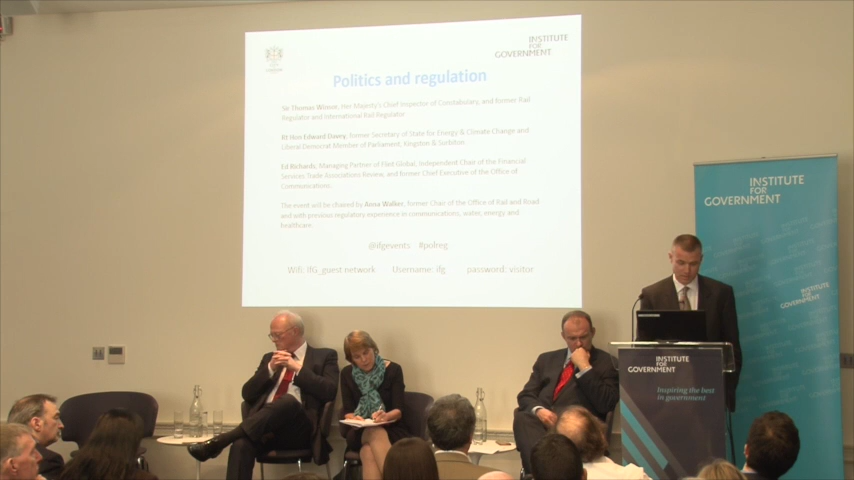 INSTITUTE
FOR
GOVERNMENT
Politics and regulation
Sir Thomas Winsor, Her Majesty's Chief Inspector of Constabulary, and former Rail
Regulator and International Rail Regulator
Rt Hon Edward Davey, former Secretary of State for Energy & Climate Change and
Liberal Democrat Member of Parliament, Kingston & Surbiton
Ed Richards, Managing Partner of Flint Global, Independent Chair of the Financial
Services Trade Associations Review, and former Chief Executive of the Office of
Communications.
The event will be chaired by Anna Walker, former Chair of the Office of Rail and Road
and with previous regulatory experience in communications, water, energy and
healthcare
@ifgevents #polreg
Wifi: IfG_guest network Username: ifg password: visitor
INSTITUTE
FOR
GOVERNMENT
INSTITUTE
FOR
GOVERNMENT
INSTITUTE
FOR
GOVERNMENT
Inspiring the best
in government